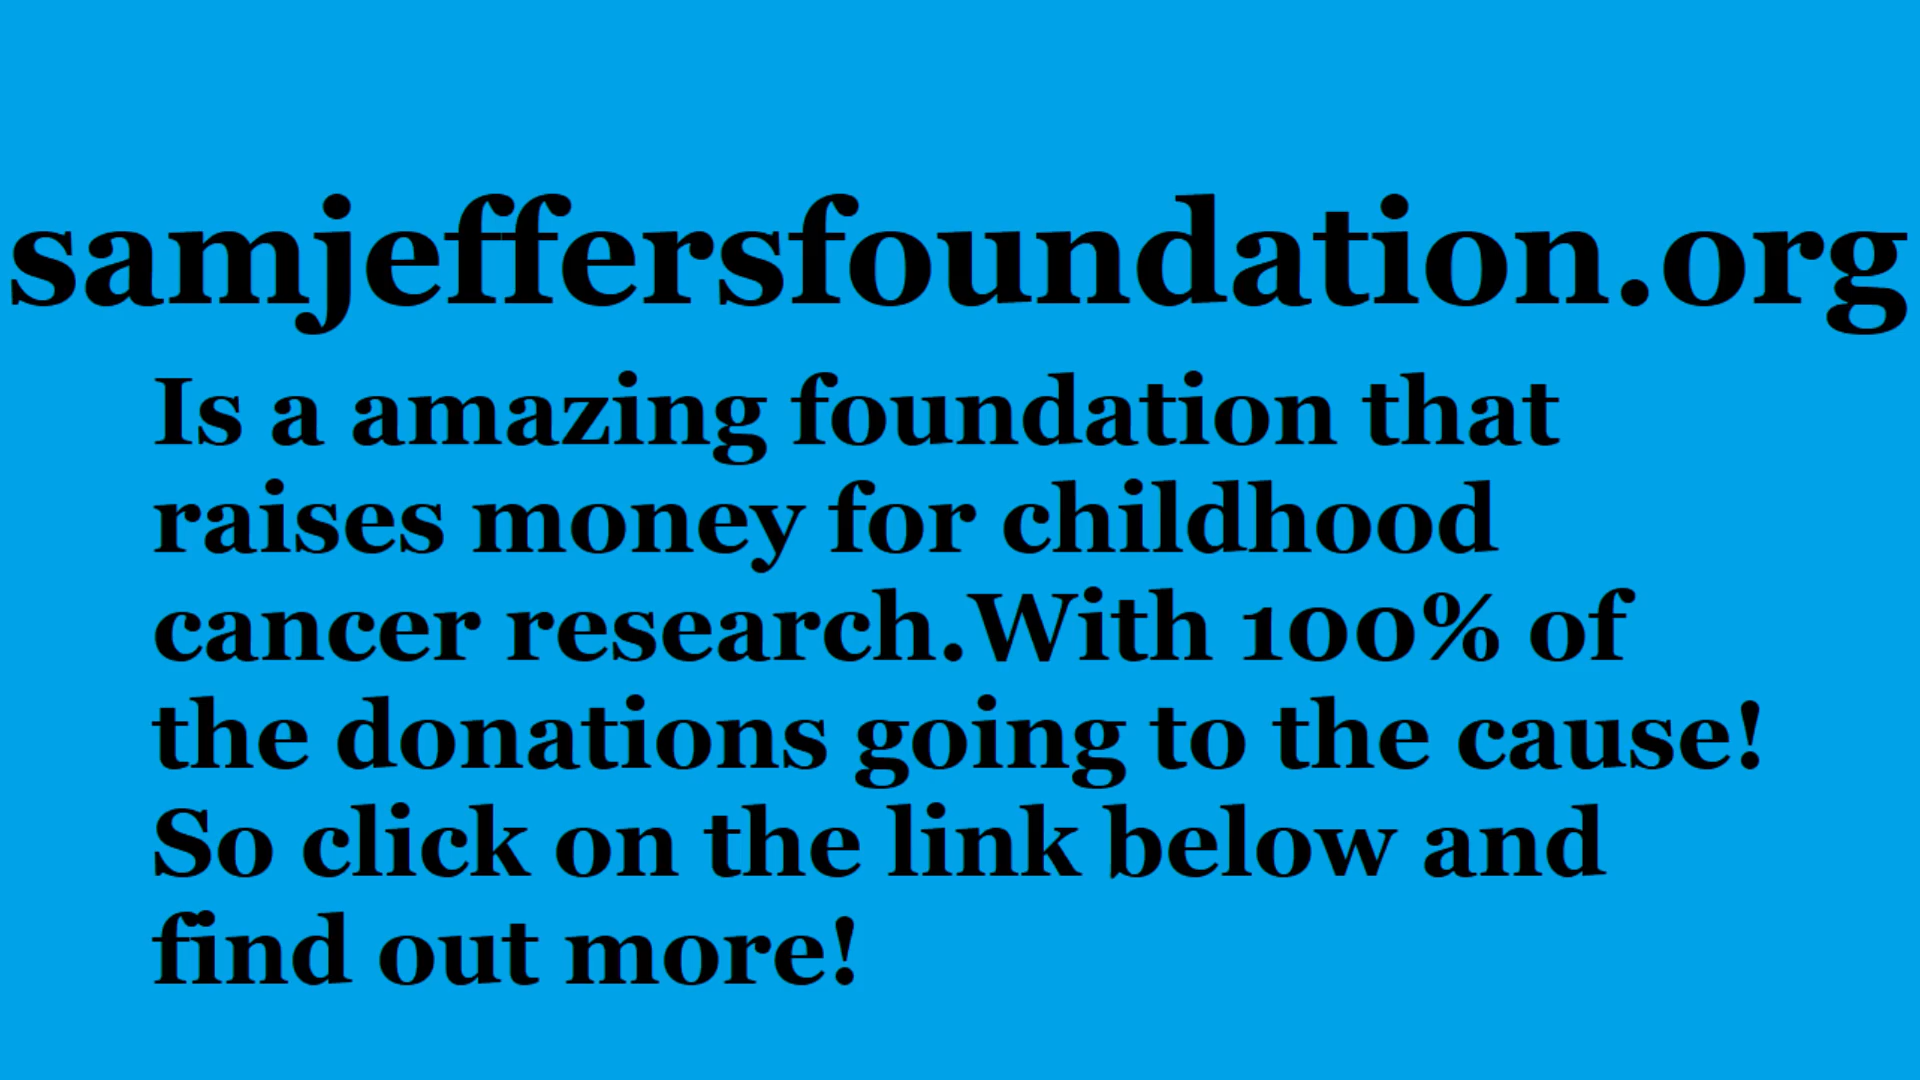 samjeffersfoundation.org
Is a amazing foundation that
raises money for childhood
cancer research.With 100% of
the donations going to the cause!
So click on the link below and
find out more!